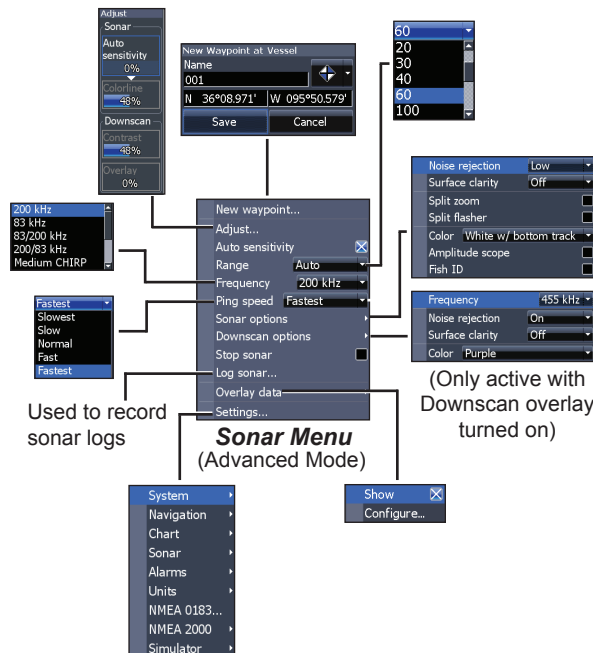 Adjust
Sonar
Auto
sensitivity
0%
Colorline
48%
Downscan
Contrast
48%
Overlay
0%
New Waypoint at Vessel
Name
001
N 36º08.971' W 095º50.579'
Save Cancel
60
20
30
40
60
100
200 kHz
83 kHz
83/200 kHz
200/83 kHz
Medium CHIRP
Fastest
Slowest
Slow
Normal
Fast
Fastest
Used to record
sonar logs
New waypoint...
Adjust...
Auto sensitivity
Range Auto
Frequency 200 kHz
Ping speed Fastest
Sonar options
Downscan options
Stop sonar
Log sonar...
Overlay data
Settings...
Sonar Menu
(Advanced Mode)
Noise rejection Low
Surface clarity Off
Split zoom
Split flasher
Color White w/ bottom track
Amplitude scope
Fish ID
Frequency 455 kHz
Noise rejection On
Surface clarity Off
Color Purple
(Only active with
Downscan overlay
turned on)
System
Navigation
Chart
Sonar
Alarms
Units
NMEA 0183...
NMEA 2000
Simulator
Show
Configure...